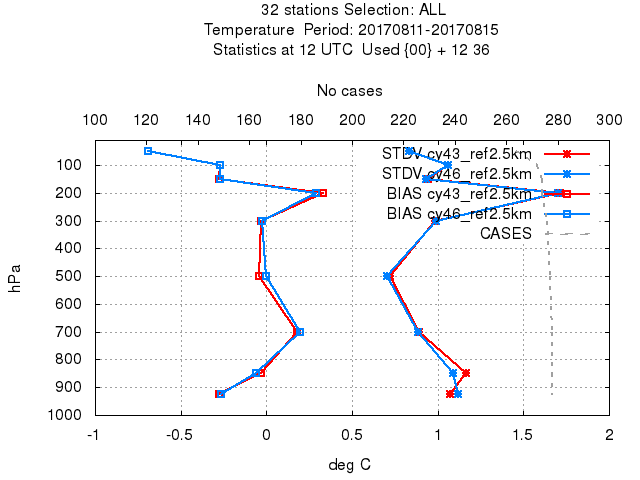 32 stations Selection: ALL
Temperature  Period: 20170811-20170815
Statistics at 12 UTC  Used {00} + 12 36
No cases
100 120 140 160 180 200 220 240 260 280 300
STDV cy43_ref2.5km
100
STDV cy46_ref2.5km
200
BIAS cy43_ref2.5km
BIAS cy46_ref2.5km
300
CASES
400
hPa
500
600
700
800
900
1000
-1 -0.5 0 0.5 1 1.5 2
deg C